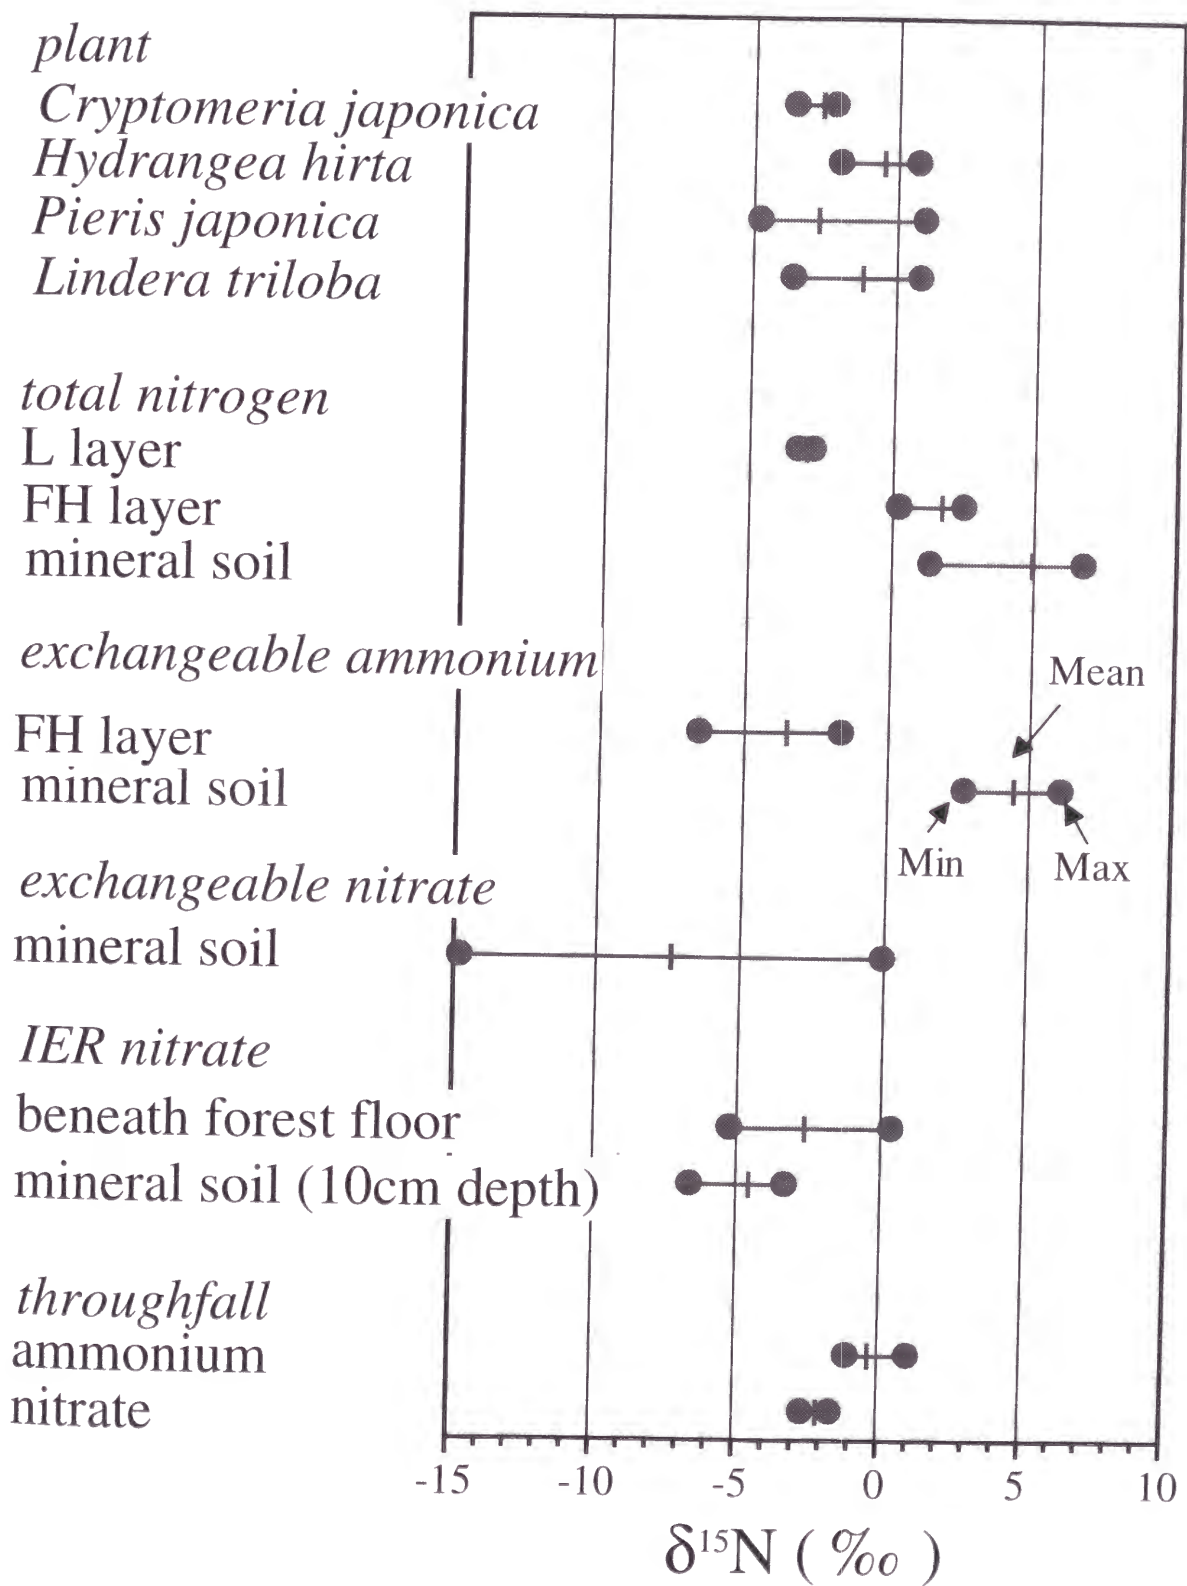 plant
Cryptomeria japonica
Hydrangea hirta
Pieris japonica
Lindera triloba
total nitrogen
L layer
FH layer
mineral soil
exchangeable ammonium
Mean
FH layer
mineral soil
Min
Max
exchangeable nitrate
mineral soil
IER nitrate
beneath forest floor
mineral soil (10cm depth)
throughfall
ammonium
nitrate
-15 -10 -5 0 5 10
δ¹⁵N ( ‰ )